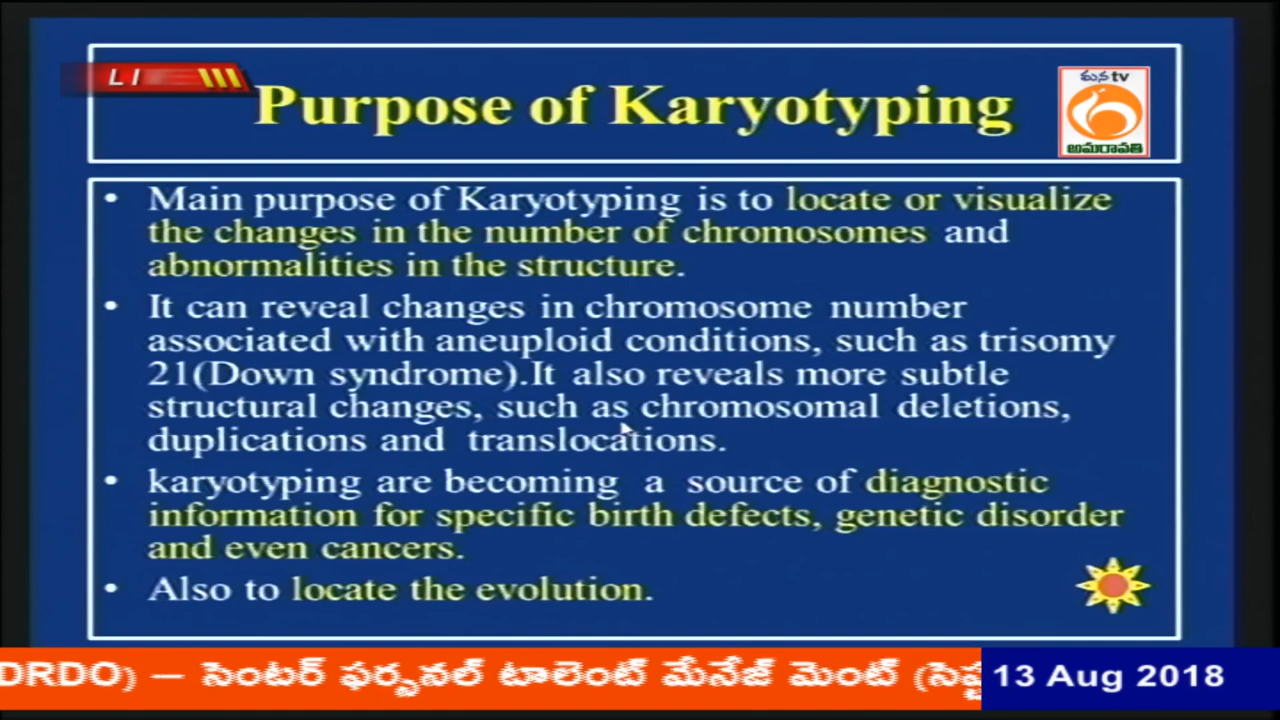 LI
Purpose of Karyotyping
మన tv
అమరావతి
• Main purpose of Karyotyping is to locate or visualize
the changes in the number of chromosomes and
abnormalities in the structure.
• It can reveal changes in chromosome number
associated with aneuploid conditions, such as trisomy
21(Down syndrome).It also reveals more subtle
structural changes, such as chromosomal deletions,
duplications and translocations.
• karyotyping are becoming a source of diagnostic
information for specific birth defects, genetic disorder
and even cancers.
• Also to locate the evolution.
DRDO) – సెంటర్ ఫర్పనల్ టాలెంట్ మేనేజ్ మెంట్
13 Aug 2018